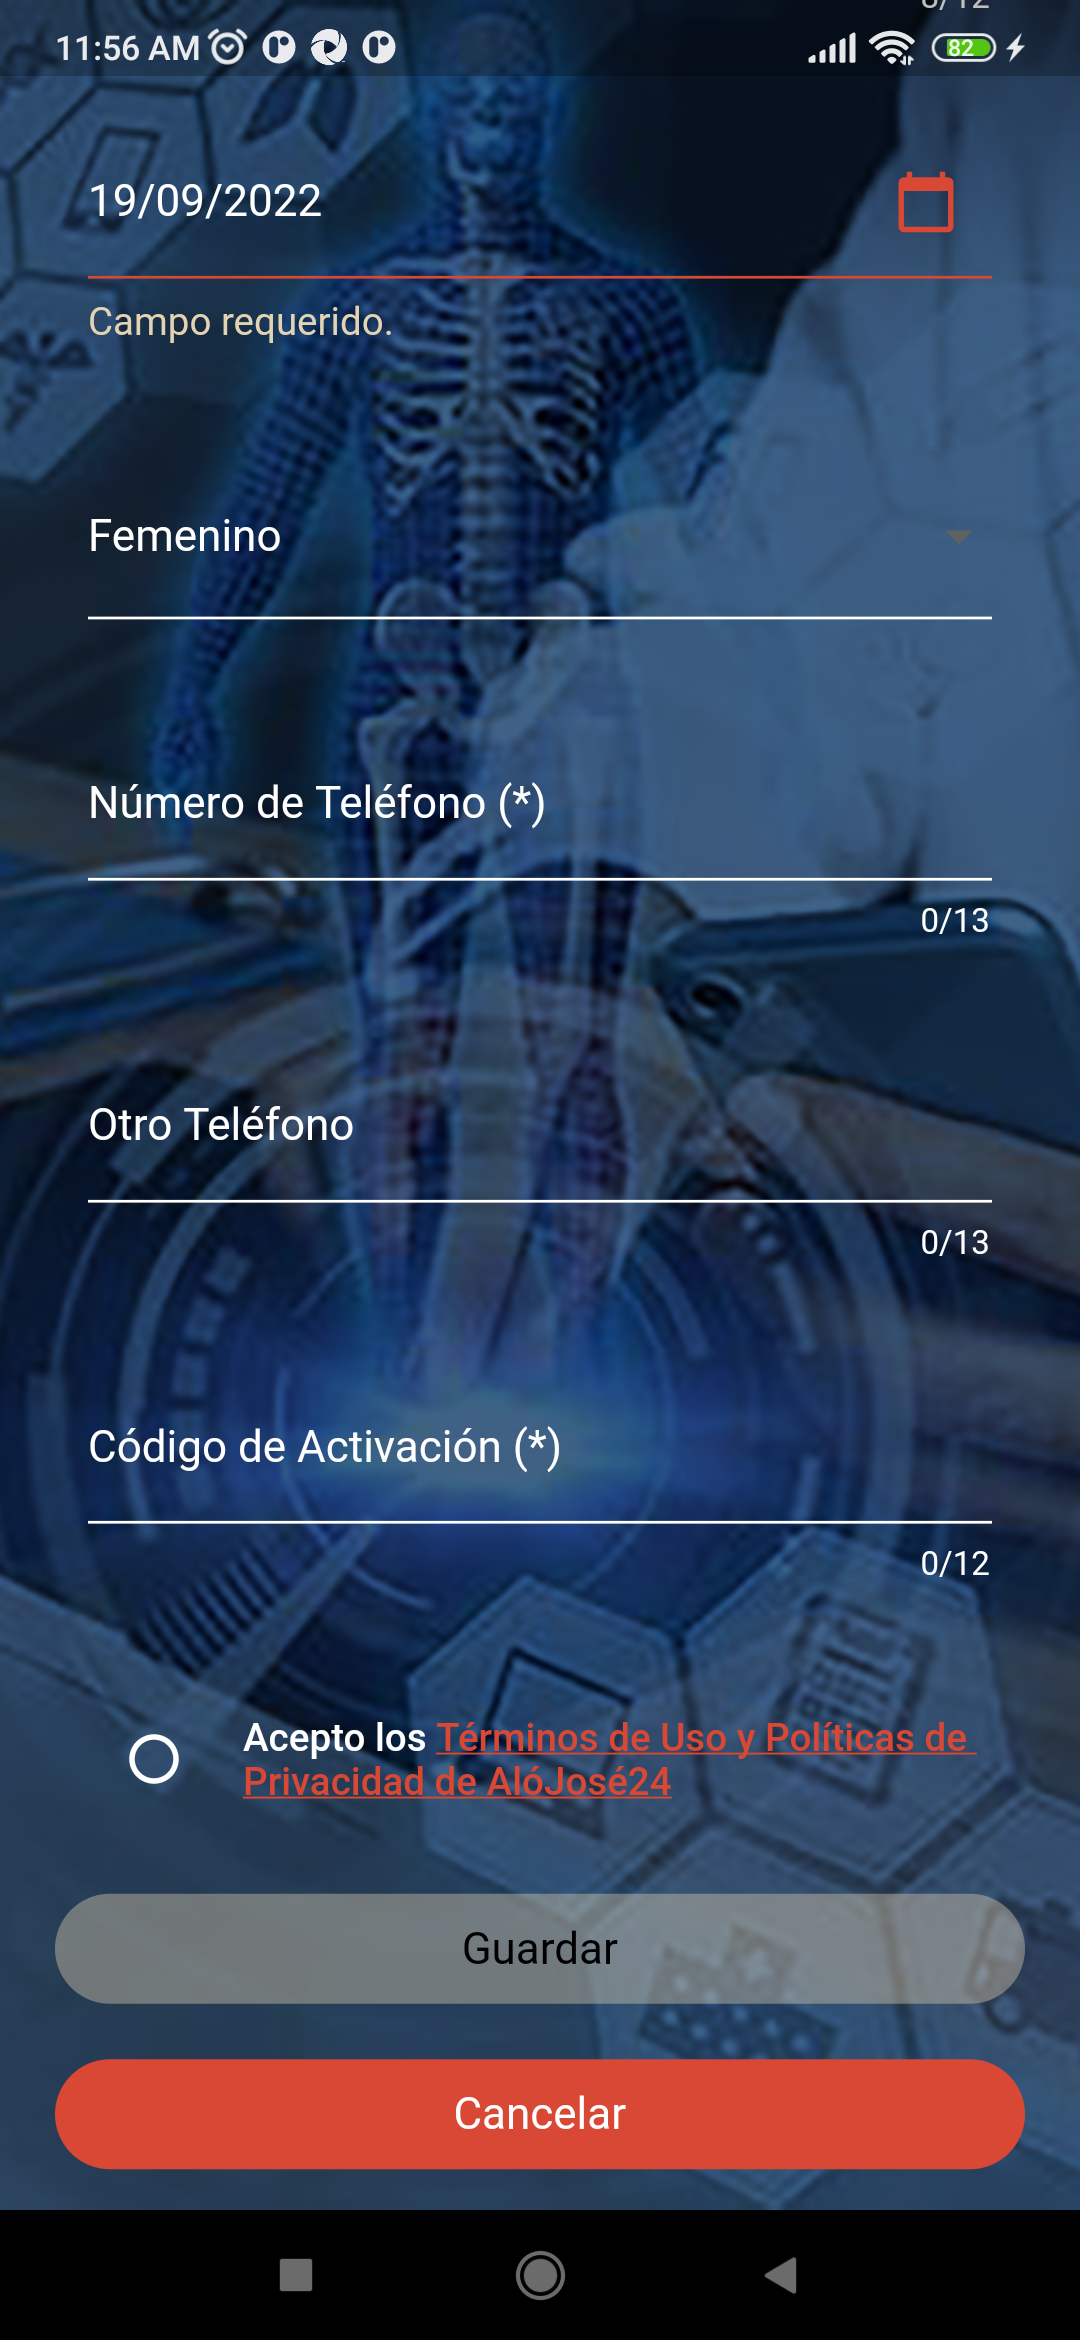 11:56 AM
82
19/09/2022
Campo requerido.
Femenino
Número de Teléfono (*)
0/13
Otro Teléfono
0/13
Código de Activación (*)
0/12
Acepto los Términos de Uso y Políticas de
Privacidad de AlóJosé24
Guardar
Cancelar